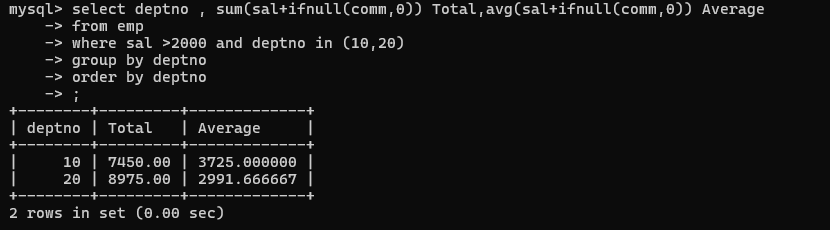 mysql> select deptno , sum(sal+ifnull(comm,0)) Total,avg(sal+ifnull(comm,0)) Average
    -> from emp
    -> where sal >2000 and deptno in (10,20)
    -> group by deptno
    -> order by deptno
    -> ;
+--------+---------+-------------+
| deptno | Total   | Average     |
+--------+---------+-------------+
|     10 | 7450.00 | 3725.000000 |
|     20 | 8975.00 | 2991.666667 |
+--------+---------+-------------+
2 rows in set (0.00 sec)